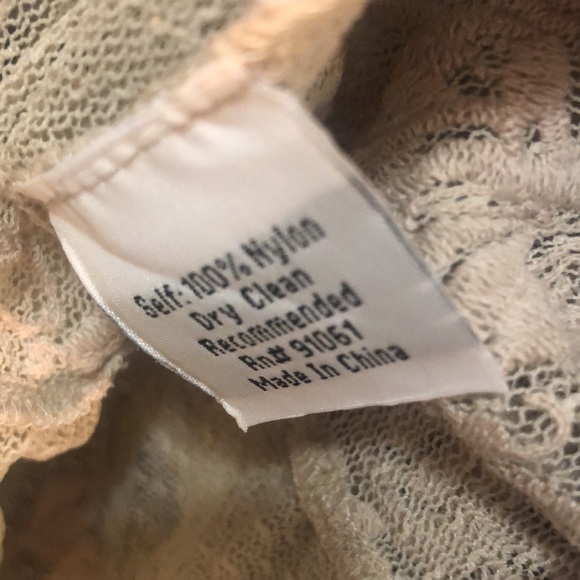 Self: 100% Nylon
Dry Clean
Recommended
Rn# 91061
Made In China